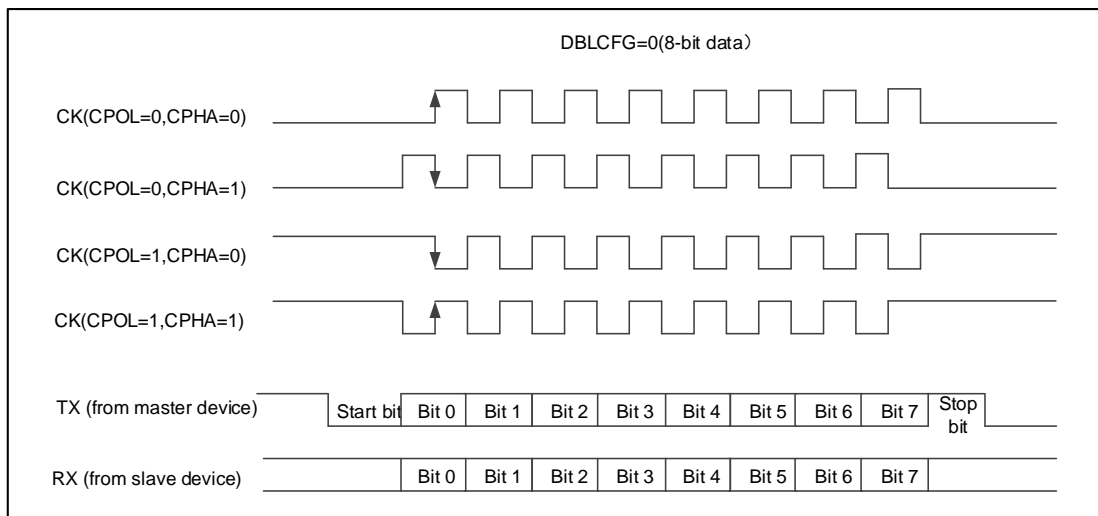 DBLCFG=0(8-bit data）
CK(CPOL=0,CPHA=0)
CK(CPOL=0,CPHA=1)
CK(CPOL=1,CPHA=0)
CK(CPOL=1,CPHA=1)
TX (from master device) Start bit Bit 0 Bit 1 Bit 2 Bit 3 Bit 4 Bit 5 Bit 6 Bit 7 Stop bit
RX (from slave device) Bit 0 Bit 1 Bit 2 Bit 3 Bit 4 Bit 5 Bit 6 Bit 7